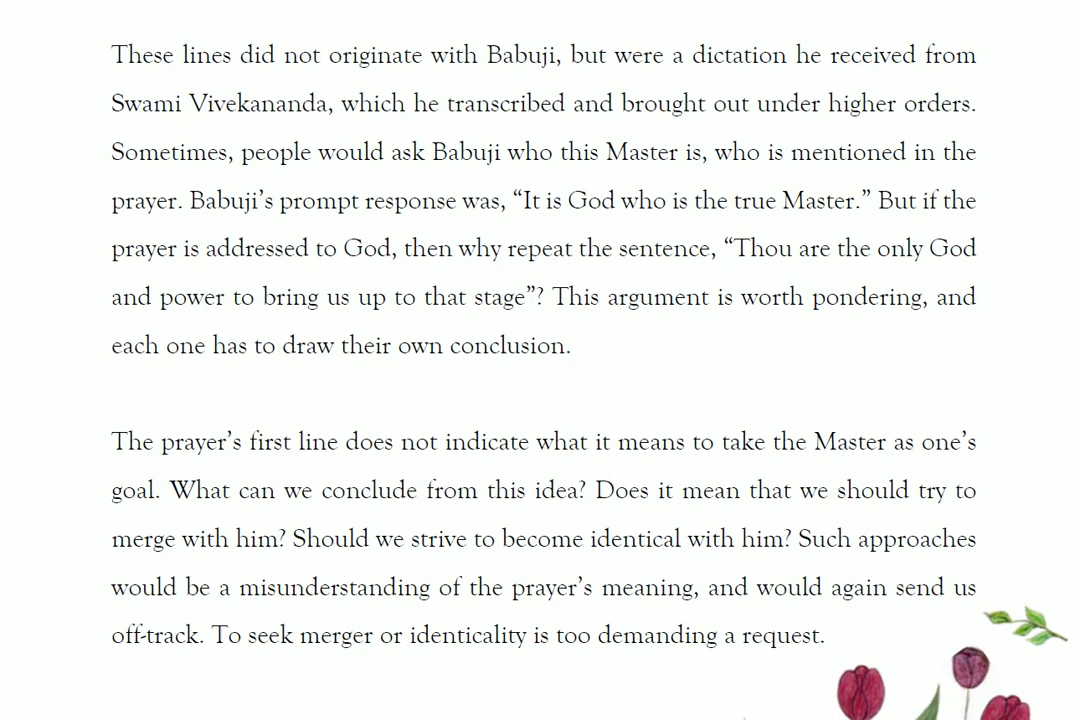 These lines did not originate with Babuji, but were a dictation he received from
Swami Vivekananda, which he transcribed and brought out under higher orders.
Sometimes, people would ask Babuji who this Master is, who is mentioned in the
prayer. Babuji’s prompt response was, “It is God who is the true Master.” But if the
prayer is addressed to God, then why repeat the sentence, “Thou are the only God
and power to bring us up to that stage”? This argument is worth pondering, and
each one has to draw their own conclusion.
The prayer’s first line does not indicate what it means to take the Master as one’s
goal. What can we conclude from this idea? Does it mean that we should try to
merge with him? Should we strive to become identical with him? Such approaches
would be a misunderstanding of the prayer’s meaning, and would again send us
off-track. To seek merger or identicality is too demanding a request.